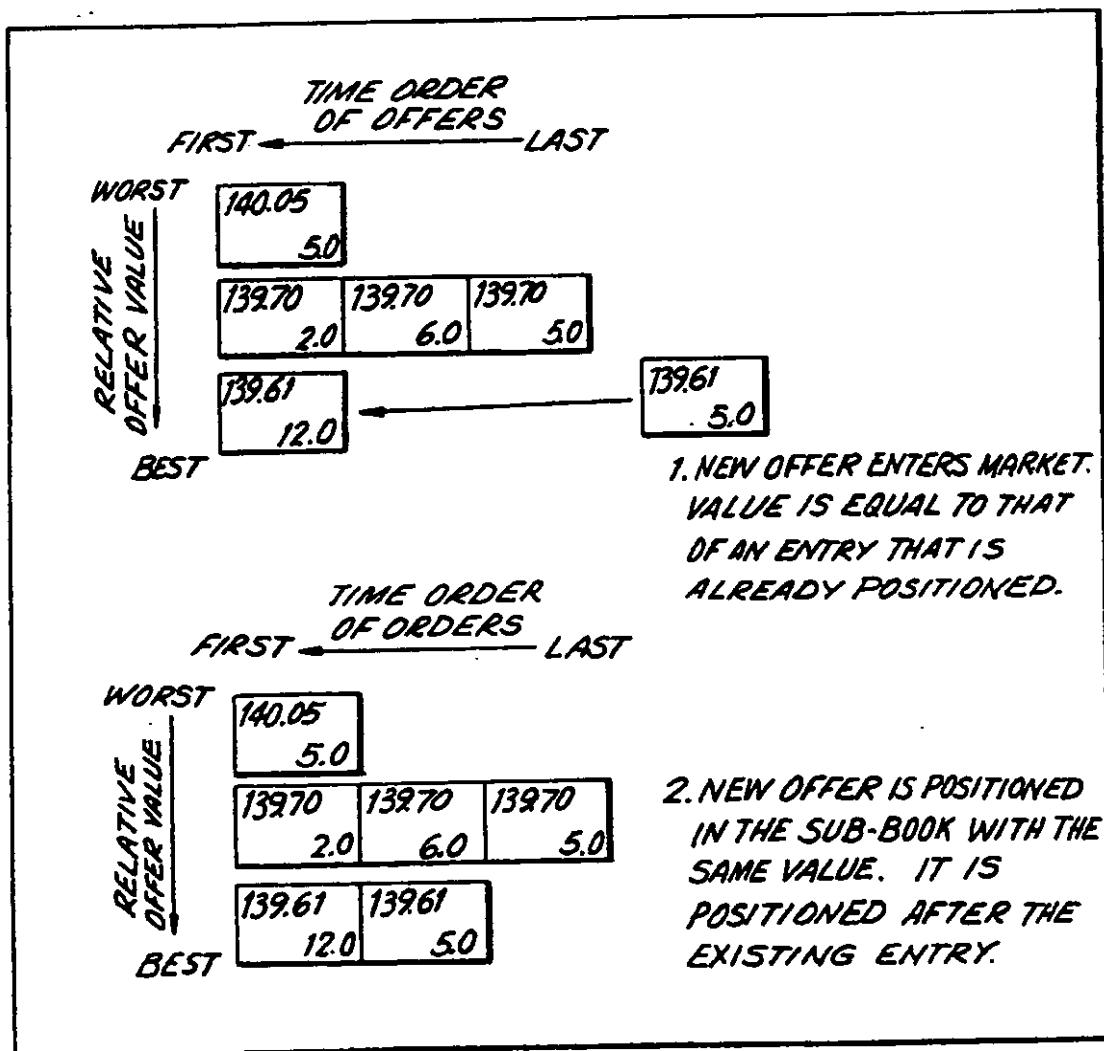 TIME ORDER
OF OFFERS
FIRST LAST
WORST
RELATIVE
OFFER VALUE
BEST
140.05
5.0
139.70 139.70 139.70
2.0 6.0 5.0
139.61 139.61
12.0 5.0
1. NEW OFFER ENTERS MARKET.
VALUE IS EQUAL TO THAT
OF AN ENTRY THAT IS
ALREADY POSITIONED.
TIME ORDER
OF ORDERS
FIRST LAST
WORST
RELATIVE
OFFER VALUE
BEST
140.05
5.0
139.70 139.70 139.70
2.0 6.0 5.0
139.61 139.61
12.0 5.0
2. NEW OFFER IS POSITIONED
IN THE SUB-BOOK WITH THE
SAME VALUE. IT IS
POSITIONED AFTER THE
EXISTING ENTRY.